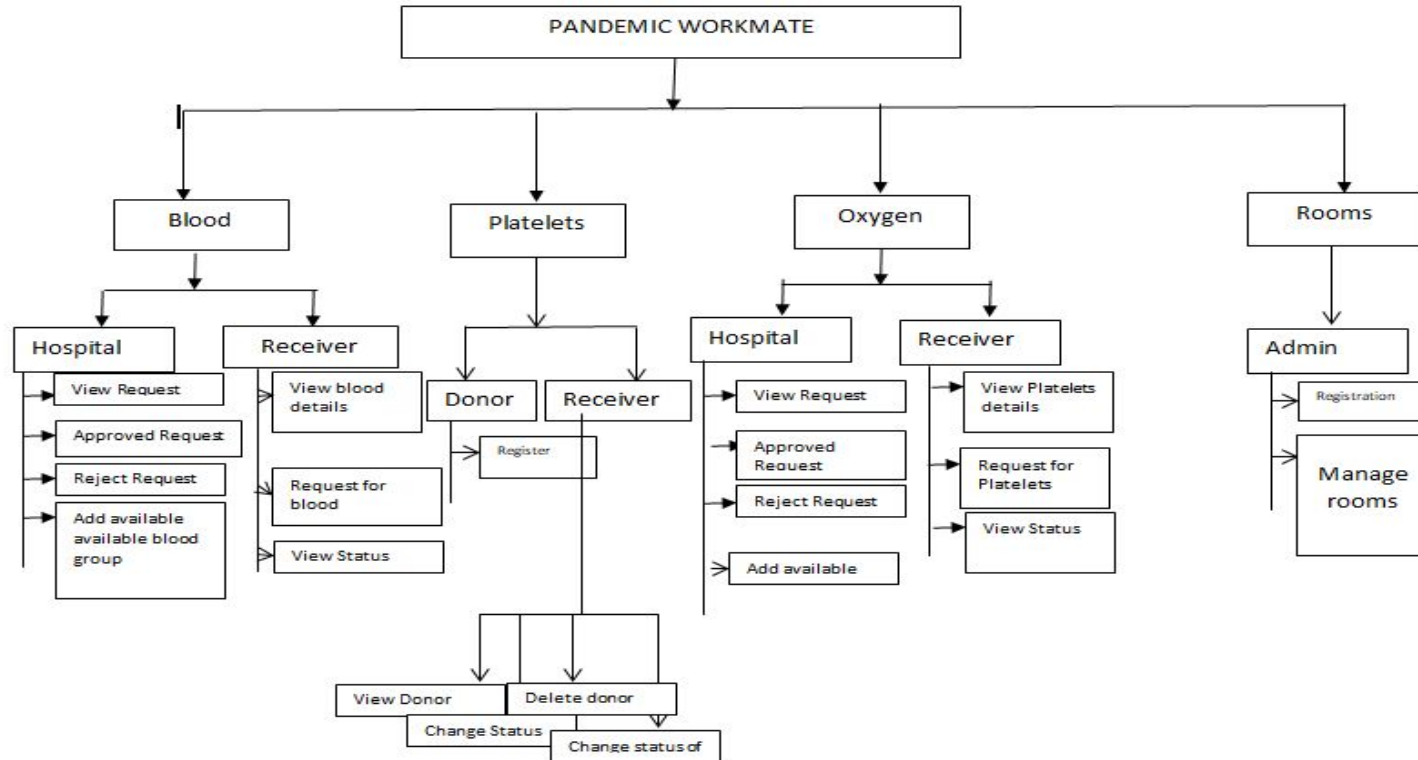 PANDEMIC WORKMATE
Blood
Platelets
Oxygen
Rooms
Hospital
Receiver
Donor
Receiver
Hospital
Receiver
Admin
View Request
Approved Request
Reject Request
Add available
available blood
group
View blood
details
Request for
blood
View Status
Register
View Donor
Change Status
Delete donor
Change status of
View Request
Approved
Request
Reject Request
Add available
View Platelets
details
Request for
Platelets
View Status
Registration
Manage
rooms